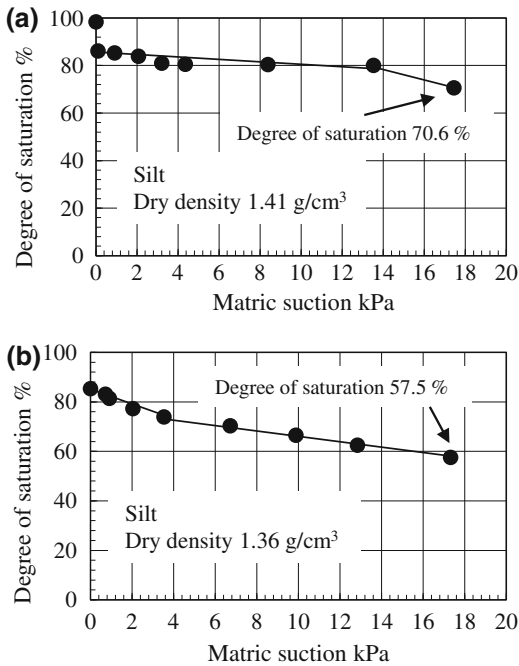 (a)
100
80
60
40
20
0
Degree of saturation %
Degree of saturation 70.6 %
Silt
Dry density 1.41 g/cm³
0 2 4 6 8 10 12 14 16 18 20
Matric suction kPa
(b)
100
80
60
40
20
0
Degree of saturation %
Degree of saturation 57.5 %
Silt
Dry density 1.36 g/cm³
0 2 4 6 8 10 12 14 16 18 20
Matric suction kPa